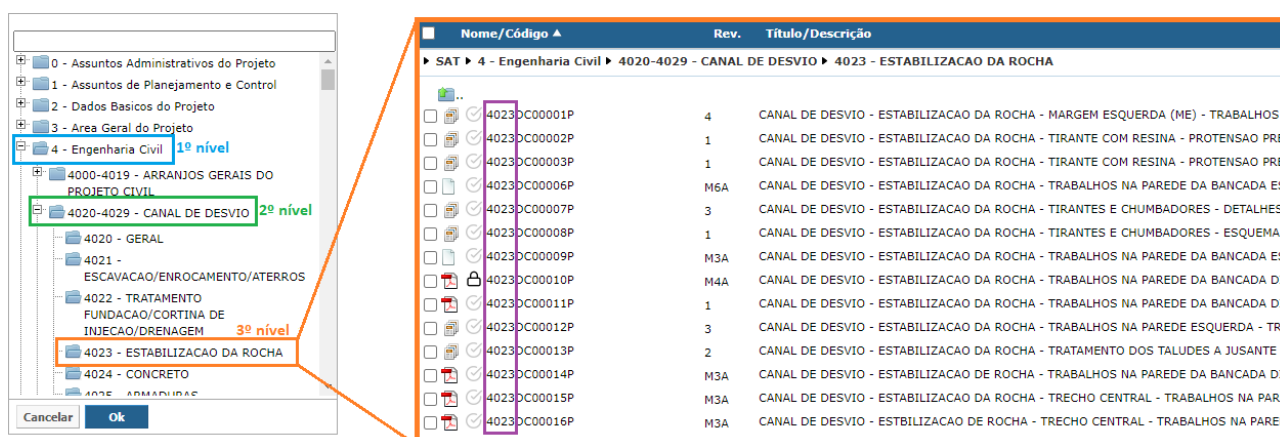 0 - Assuntos Administrativos do Projeto
1 - Assuntos de Planejamento e Control
2 - Dados Basicos do Projeto
3 - Area Geral do Projeto
4 - Engenharia Civil 1º nível
4000-4019 - ARRANJOS GERAIS DO
PROJETO CIVIL
4020-4029 - CANAL DE DESVIO 2º nível
4020 - GERAL
4021 -
ESCAVACAO/ENROCAMENTO/ATERROS
4022 - TRATAMENTO
FUNDACAO/CORTINA DE
INJECAO/DRENAGEM 3º nível
4023 - ESTABILIZACAO DA ROCHA
4024 - CONCRETO
4025 - ARMADURAS
Cancelar Ok
Nome/Código ▲ Rev. Título/Descrição
SAT 4 - Engenharia Civil 4020-4029 - CANAL DE DESVIO 4023 - ESTABILIZACAO DA ROCHA
..
4023DC00001P 4 CANAL DE DESVIO - ESTABILIZACAO DA ROCHA - MARGEM ESQUERDA (ME) - TRABALHOS
4023DC00002P 1 CANAL DE DESVIO - ESTABILIZACAO DA ROCHA - TIRANTE COM RESINA - PROTENSAO PRE
4023DC00003P 1 CANAL DE DESVIO - ESTABILIZACAO DA ROCHA - TIRANTE COM RESINA - PROTENSAO PRE
4023DC00006P M6A CANAL DE DESVIO - ESTABILIZACAO DA ROCHA - TRABALHOS NA PAREDE DA BANCADA ES
4023DC00007P 3 CANAL DE DESVIO - ESTABILIZACAO DA ROCHA - TIRANTES E CHUMBADORES - DETALHES
4023DC00008P 1 CANAL DE DESVIO - ESTABILIZACAO DA ROCHA - TIRANTES E CHUMBADORES - ESQUEMA
4023DC00009P M3A CANAL DE DESVIO - ESTABILIZACAO DA ROCHA - TRABALHOS NA PAREDE DA BANCADA ES
4023DC00010P M4A CANAL DE DESVIO - ESTABILIZACAO DA ROCHA - TRABALHOS NA PAREDE DA BANCADA D
4023DC00011P 1 CANAL DE DESVIO - ESTABILIZACAO DA ROCHA - TRABALHOS NA PAREDE DA BANCADA D
4023DC00012P 3 CANAL DE DESVIO - ESTABILIZACAO DA ROCHA - TRABALHOS NA PAREDE ESQUERDA - TR
4023DC00013P 2 CANAL DE DESVIO - ESTABILIZACAO DA ROCHA - TRATAMENTO DOS TALUDES A JUSANTE
4023DC00014P M3A CANAL DE DESVIO - ESTABILIZACAO DE ROCHA - TRABALHOS NA PAREDE DA BANCADA D
4023DC00015P M3A CANAL DE DESVIO - ESTABILIZACAO DA ROCHA - TRECHO CENTRAL - TRABALHOS NA PAR
4023DC00016P M3A CANAL DE DESVIO - ESTBILIZACAO DE ROCHA - TRECHO CENTRAL - TRABALHOS NA PARE